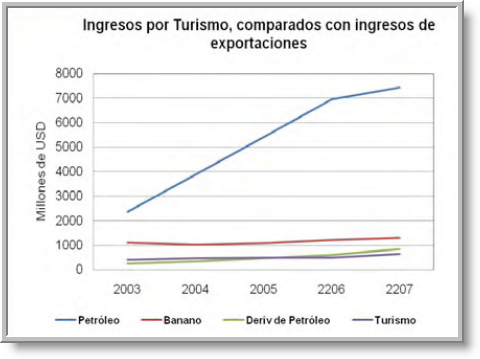 Ingresos por Turismo, comparados con ingresos de
exportaciones
Millones de USD
8000
7000
6000
5000
4000
3000
2000
1000
0
2003 2004 2005 2206 2207
Petróleo Banano Deriv de Petróleo Turismo